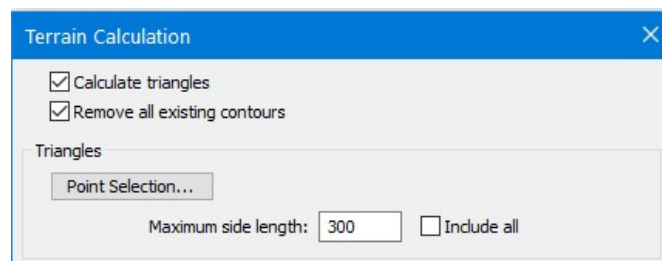 Terrain Calculation
Calculate triangles
Remove all existing contours
Triangles
Point Selection...
Maximum side length: 300 Include all